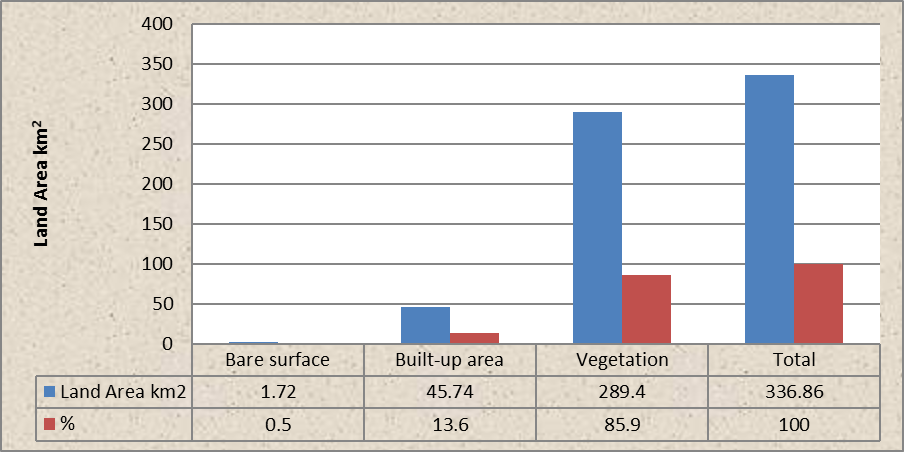 400
350
300
250
200
150
100
50
0
Land Area km²
Bare surface Built-up area Vegetation Total
Land Area km2 1.72 45.74 289.4 336.86
% 0.5 13.6 85.9 100